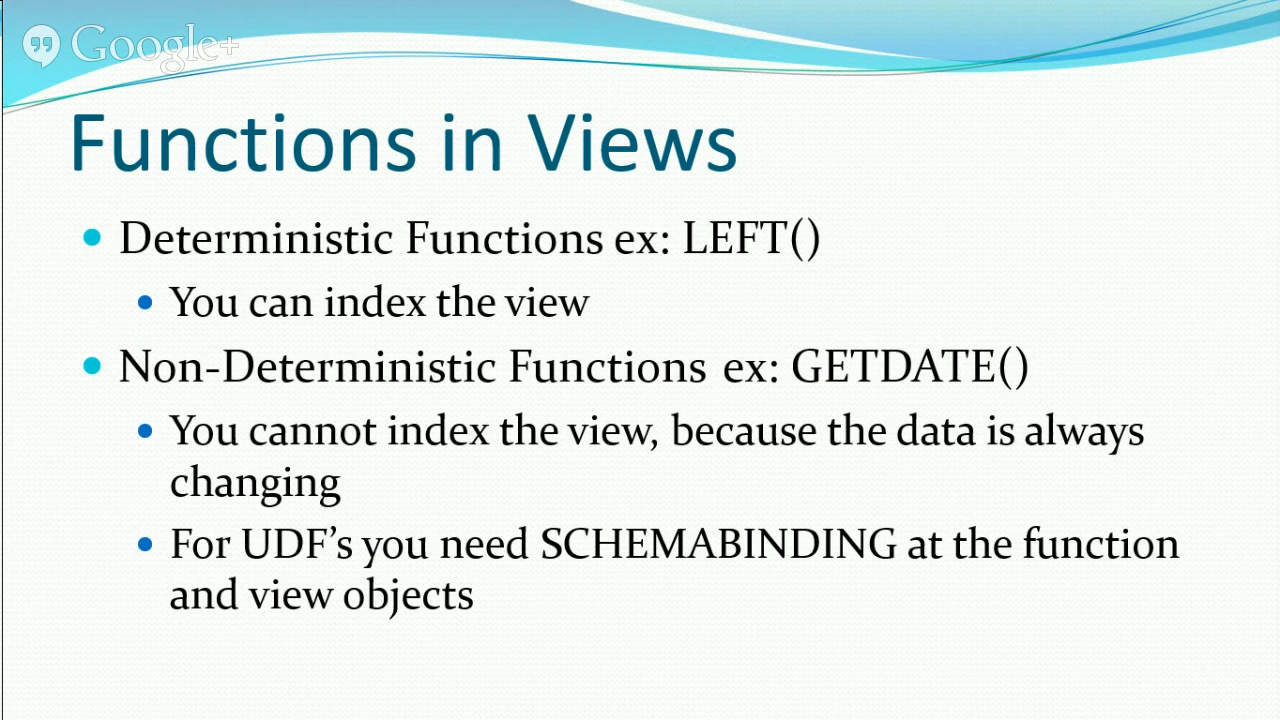 Google+
Functions in Views
Deterministic Functions ex: LEFT()
You can index the view
Non-Deterministic Functions ex: GETDATE()
You cannot index the view, because the data is always
changing
For UDF’s you need SCHEMABINDING at the function
and view objects